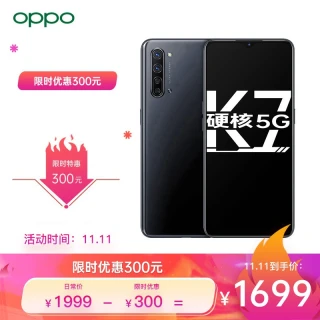 oppo
限时优惠300元
限时特惠
300元
K7
硬核5G
活动时间：11.11
限时优惠300元
日常价
限时优惠
¥1999 - ¥300 =
11.11到手价：
¥1699